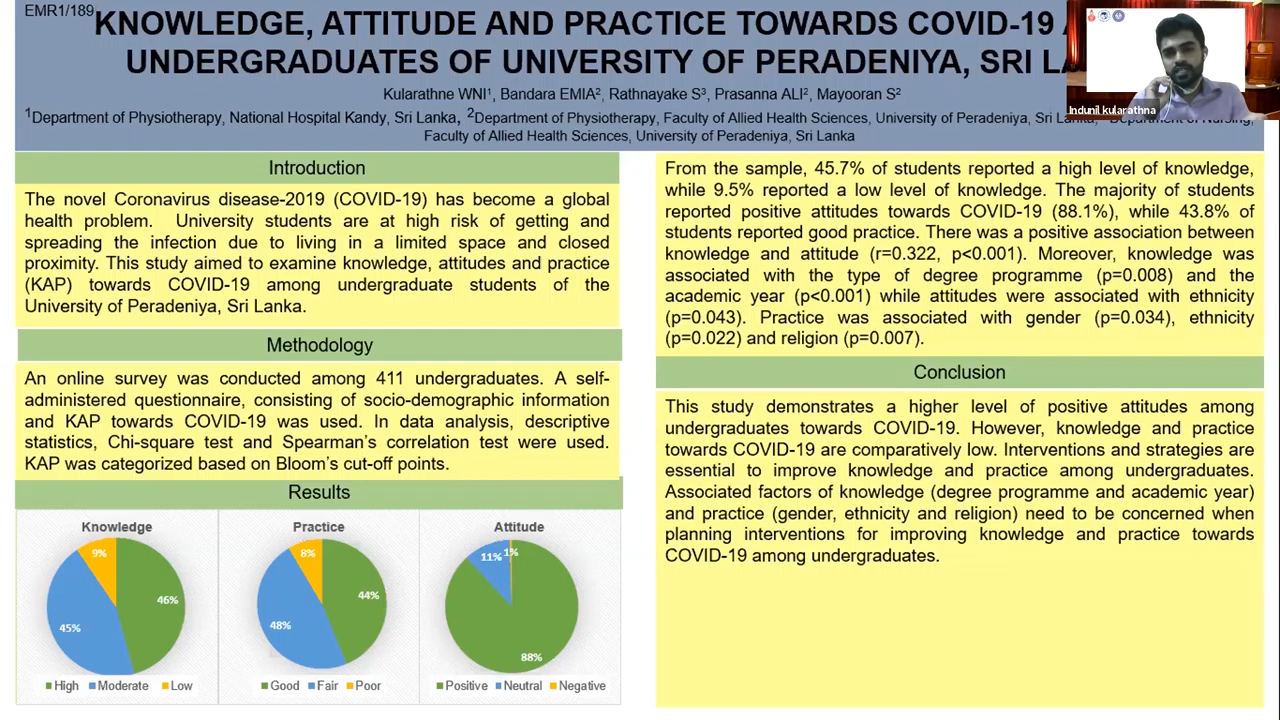 EMR1/189
KNOWLEDGE, ATTITUDE AND PRACTICE TOWARDS COVID-19
UNDERGRADUATES OF UNIVERSITY OF PERADENIYA, SRI
Kularathne WNI¹, Bandara EMIA², Rathnayake S³, Prasanna ALI², Mayooran S²
¹Department of Physiotherapy, National Hospital Kandy, Sri Lanka, ²Department of Physiotherapy, Faculty of Allied Health Sciences, University of Peradeniya, Sri Lanka,
Faculty of Allied Health Sciences, University of Peradeniya, Sri Lanka
Indunil kularathna
Introduction
The novel Coronavirus disease-2019 (COVID-19) has become a global
health problem. University students are at high risk of getting and
spreading the infection due to living in a limited space and closed
proximity. This study aimed to examine knowledge, attitudes and practice
(KAP) towards COVID-19 among undergraduate students of the
University of Peradeniya, Sri Lanka.
Methodology
An online survey was conducted among 411 undergraduates. A self-
administered questionnaire, consisting of socio-demographic information
and KAP towards COVID-19 was used. In data analysis, descriptive
statistics, Chi-square test and Spearman's correlation test were used.
KAP was categorized based on Bloom's cut-off points.
Results
Knowledge
9%
46%
45%
High Moderate Low
Practice
8%
44%
48%
Good Fair Poor
Attitude
11% 1%
88%
Positive Neutral Negative
From the sample, 45.7% of students reported a high level of knowledge,
while 9.5% reported a low level of knowledge. The majority of students
reported positive attitudes towards COVID-19 (88.1%), while 43.8% of
students reported good practice. There was a positive association between
knowledge and attitude (r=0.322, p<0.001). Moreover, knowledge was
associated with the type of degree programme (p=0.008) and the
academic year (p<0.001) while attitudes were associated with ethnicity
(p=0.043). Practice was associated with gender (p=0.034), ethnicity
(p=0.022) and religion (p=0.007).
Conclusion
This study demonstrates a higher level of positive attitudes among
undergraduates towards COVID-19. However, knowledge and practice
towards COVID-19 are comparatively low. Interventions and strategies are
essential to improve knowledge and practice among undergraduates.
Associated factors of knowledge (degree programme and academic year)
and practice (gender, ethnicity and religion) need to be concerned when
planning interventions for improving knowledge and practice towards
COVID-19 among undergraduates.